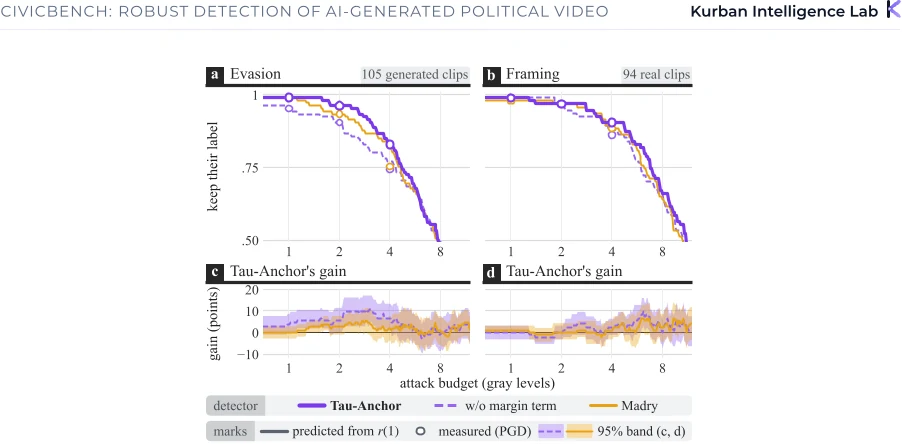 CIVICBENCH: ROBUST DETECTION OF AI-GENERATED POLITICAL VIDEO
Kurban Intelligence Lab
a Evasion 105 generated clips
b Framing 94 real clips
keep their label
1
.75
.50
1 2 4 8
1 2 4 8
c Tau-Anchor's gain
d Tau-Anchor's gain
gain (points)
20
10
0
−10
1 2 4 8
1 2 4 8
attack budget (gray levels)
detector Tau-Anchor w/o margin term Madry
marks predicted from r(1) measured (PGD) 95% band (c, d)